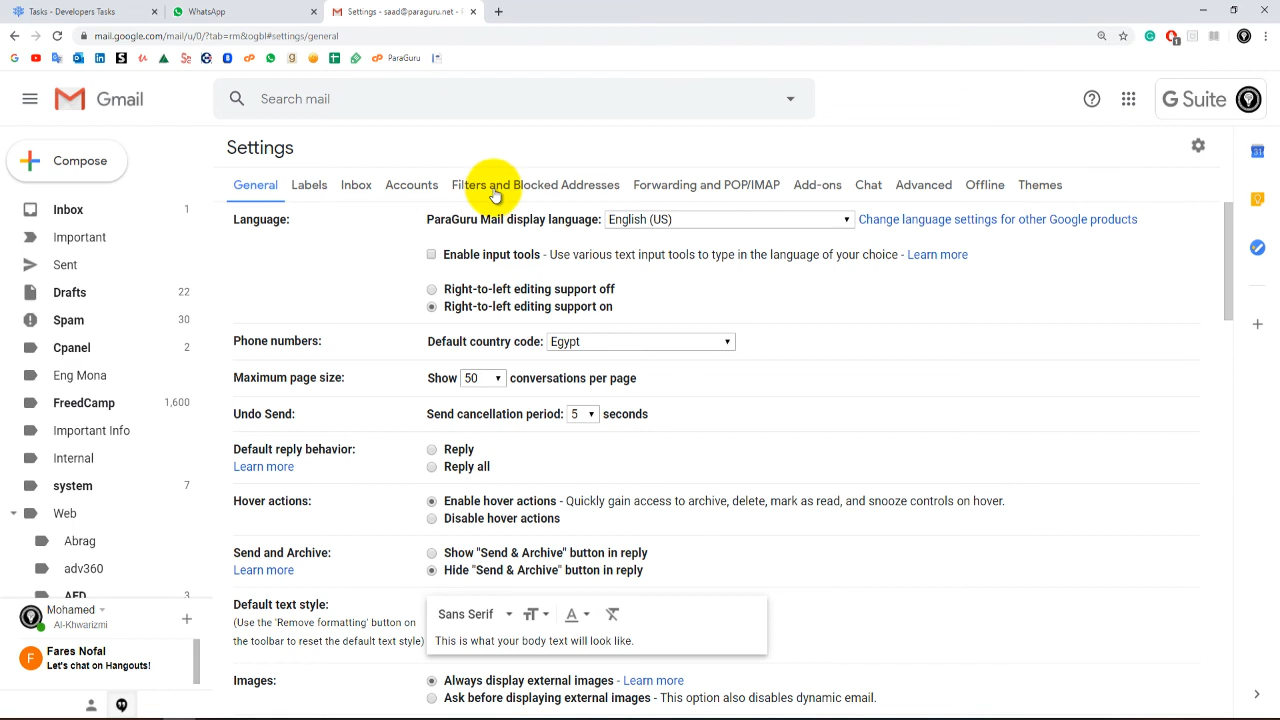 Tasks - Developers Tasks
WhatsApp
Settings - saad@paraguru.net - P
mail.google.com/mail/u/0/?tab=rm&ogbl#settings/general
ParaGuru
Gmail
Search mail
G Suite
Compose
Inbox 1
Important
Sent
Drafts 22
Spam 30
Cpanel 2
Eng Mona
FreedCamp 1,600
Important Info
Internal
system 7
Web
Abrag
adv360
AFD 3
Mohamed
Al-Khwarizmi
F
Fares Nofal
Let's chat on Hangouts!
Settings
General Labels Inbox Accounts Filters and Blocked Addresses Forwarding and POP/IMAP Add-ons Chat Advanced Offline Themes
Language: ParaGuru Mail display language: English (US) Change language settings for other Google products
Enable input tools - Use various text input tools to type in the language of your choice - Learn more
Right-to-left editing support off
Right-to-left editing support on
Phone numbers: Default country code: Egypt
Maximum page size: Show 50 conversations per page
Undo Send: Send cancellation period: 5 seconds
Default reply behavior: Reply
Learn more Reply all
Hover actions: Enable hover actions - Quickly gain access to archive, delete, mark as read, and snooze controls on hover.
Disable hover actions
Send and Archive: Show "Send & Archive" button in reply
Learn more Hide "Send & Archive" button in reply
Default text style: Sans Serif
(Use the 'Remove formatting' button on
the toolbar to reset the default text style) This is what your body text will look like.
Images: Always display external images - Learn more
Ask before displaying external images - This option also disables dynamic email.
31